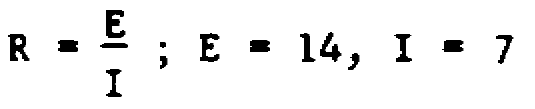 R = E/I ; E = 14, I = 7